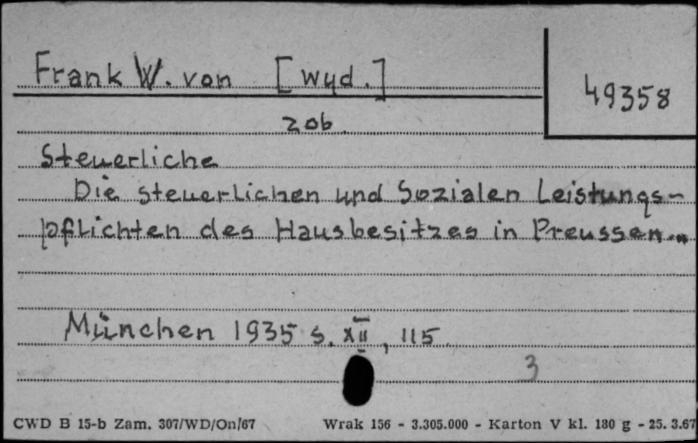 Frank W. von [wyd.]
49358
zob.
Steuerliche
Die steuerlichen und Sozialen Leistungs-
pflichten des Hausbesitzes in Preussen...
München 1935 s. XII, 115
3
CWD B 15-b Zam. 307/WD/On/67 Wrak 156 - 3.305.000 - Karton V kl. 180 g - 25.3.67